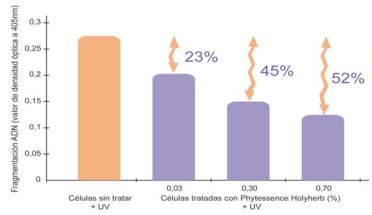 Fragmentación ADN (valor de densidad óptica a 405nm)
0,3
0,25
0,2
0,15
0,1
0,05
0
23%
45%
52%
0,03
0,30
0,70
Células sin tratar
+ UV
Células tratadas con Phytessence Holyherb (%)
+ UV